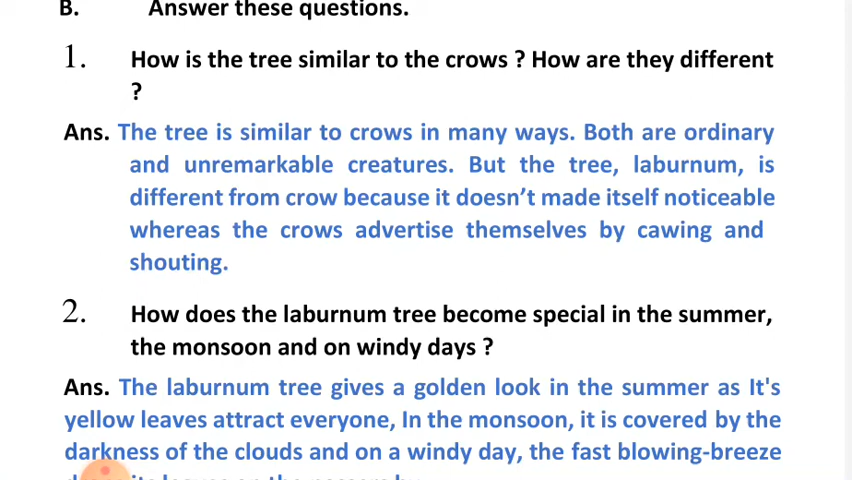 B. Answer these questions.
1. How is the tree similar to the crows ? How are they different
?
Ans. The tree is similar to crows in many ways. Both are ordinary
and unremarkable creatures. But the tree, laburnum, is
different from crow because it doesn't made itself noticeable
whereas the crows advertise themselves by cawing and
shouting.
2. How does the laburnum tree become special in the summer,
the monsoon and on windy days ?
Ans. The laburnum tree gives a golden look in the summer as It's
yellow leaves attract everyone, In the monsoon, it is covered by the
darkness of the clouds and on a windy day, the fast blowing-breeze
its leaves on the